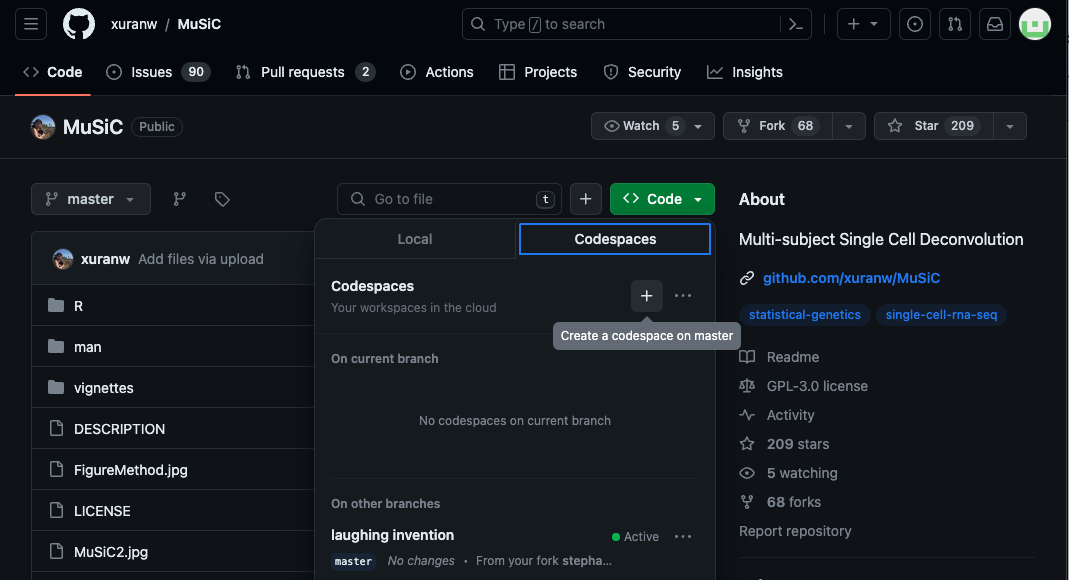 xuranw / MuSiC
Type / to search
Code
Issues 90
Pull requests 2
Actions
Projects
Security
Insights
MuSiC Public
Watch 5
Fork 68
Star 209
master
Go to file t
Code
Local
Codespaces
xuranw Add files via upload
R
man
vignettes
DESCRIPTION
FigureMethod.jpg
LICENSE
MuSiC2.jpg
Codespaces
Your workspaces in the cloud
Create a codespace on master
On current branch
No codespaces on current branch
On other branches
laughing invention
Active
master No changes • From your fork stepha...
About
Multi-subject Single Cell Deconvolution
github.com/xuranw/MuSiC
statistical-genetics single-cell-rna-seq
Readme
GPL-3.0 license
Activity
209 stars
5 watching
68 forks
Report repository